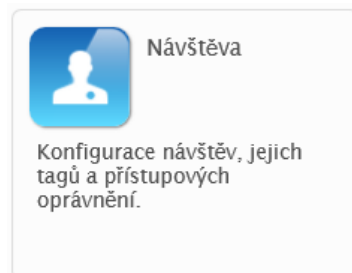 Návštěva
Konfigurace návštěv, jejich
tagů a přístupových
oprávnění.